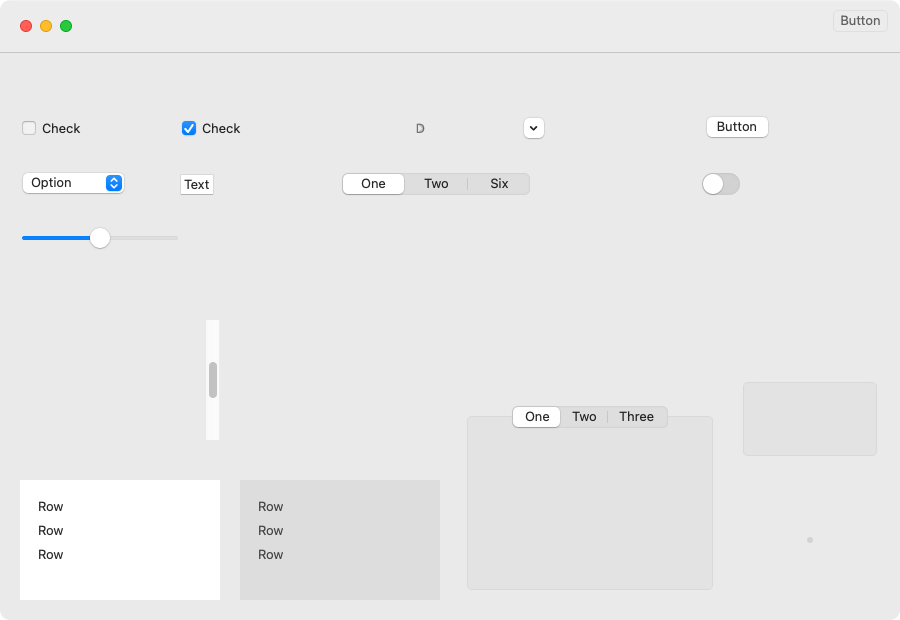 Button
Check
Check
D
Button
Option
Text
One Two Six
One Two Three
Row
Row
Row
Row
Row
Row